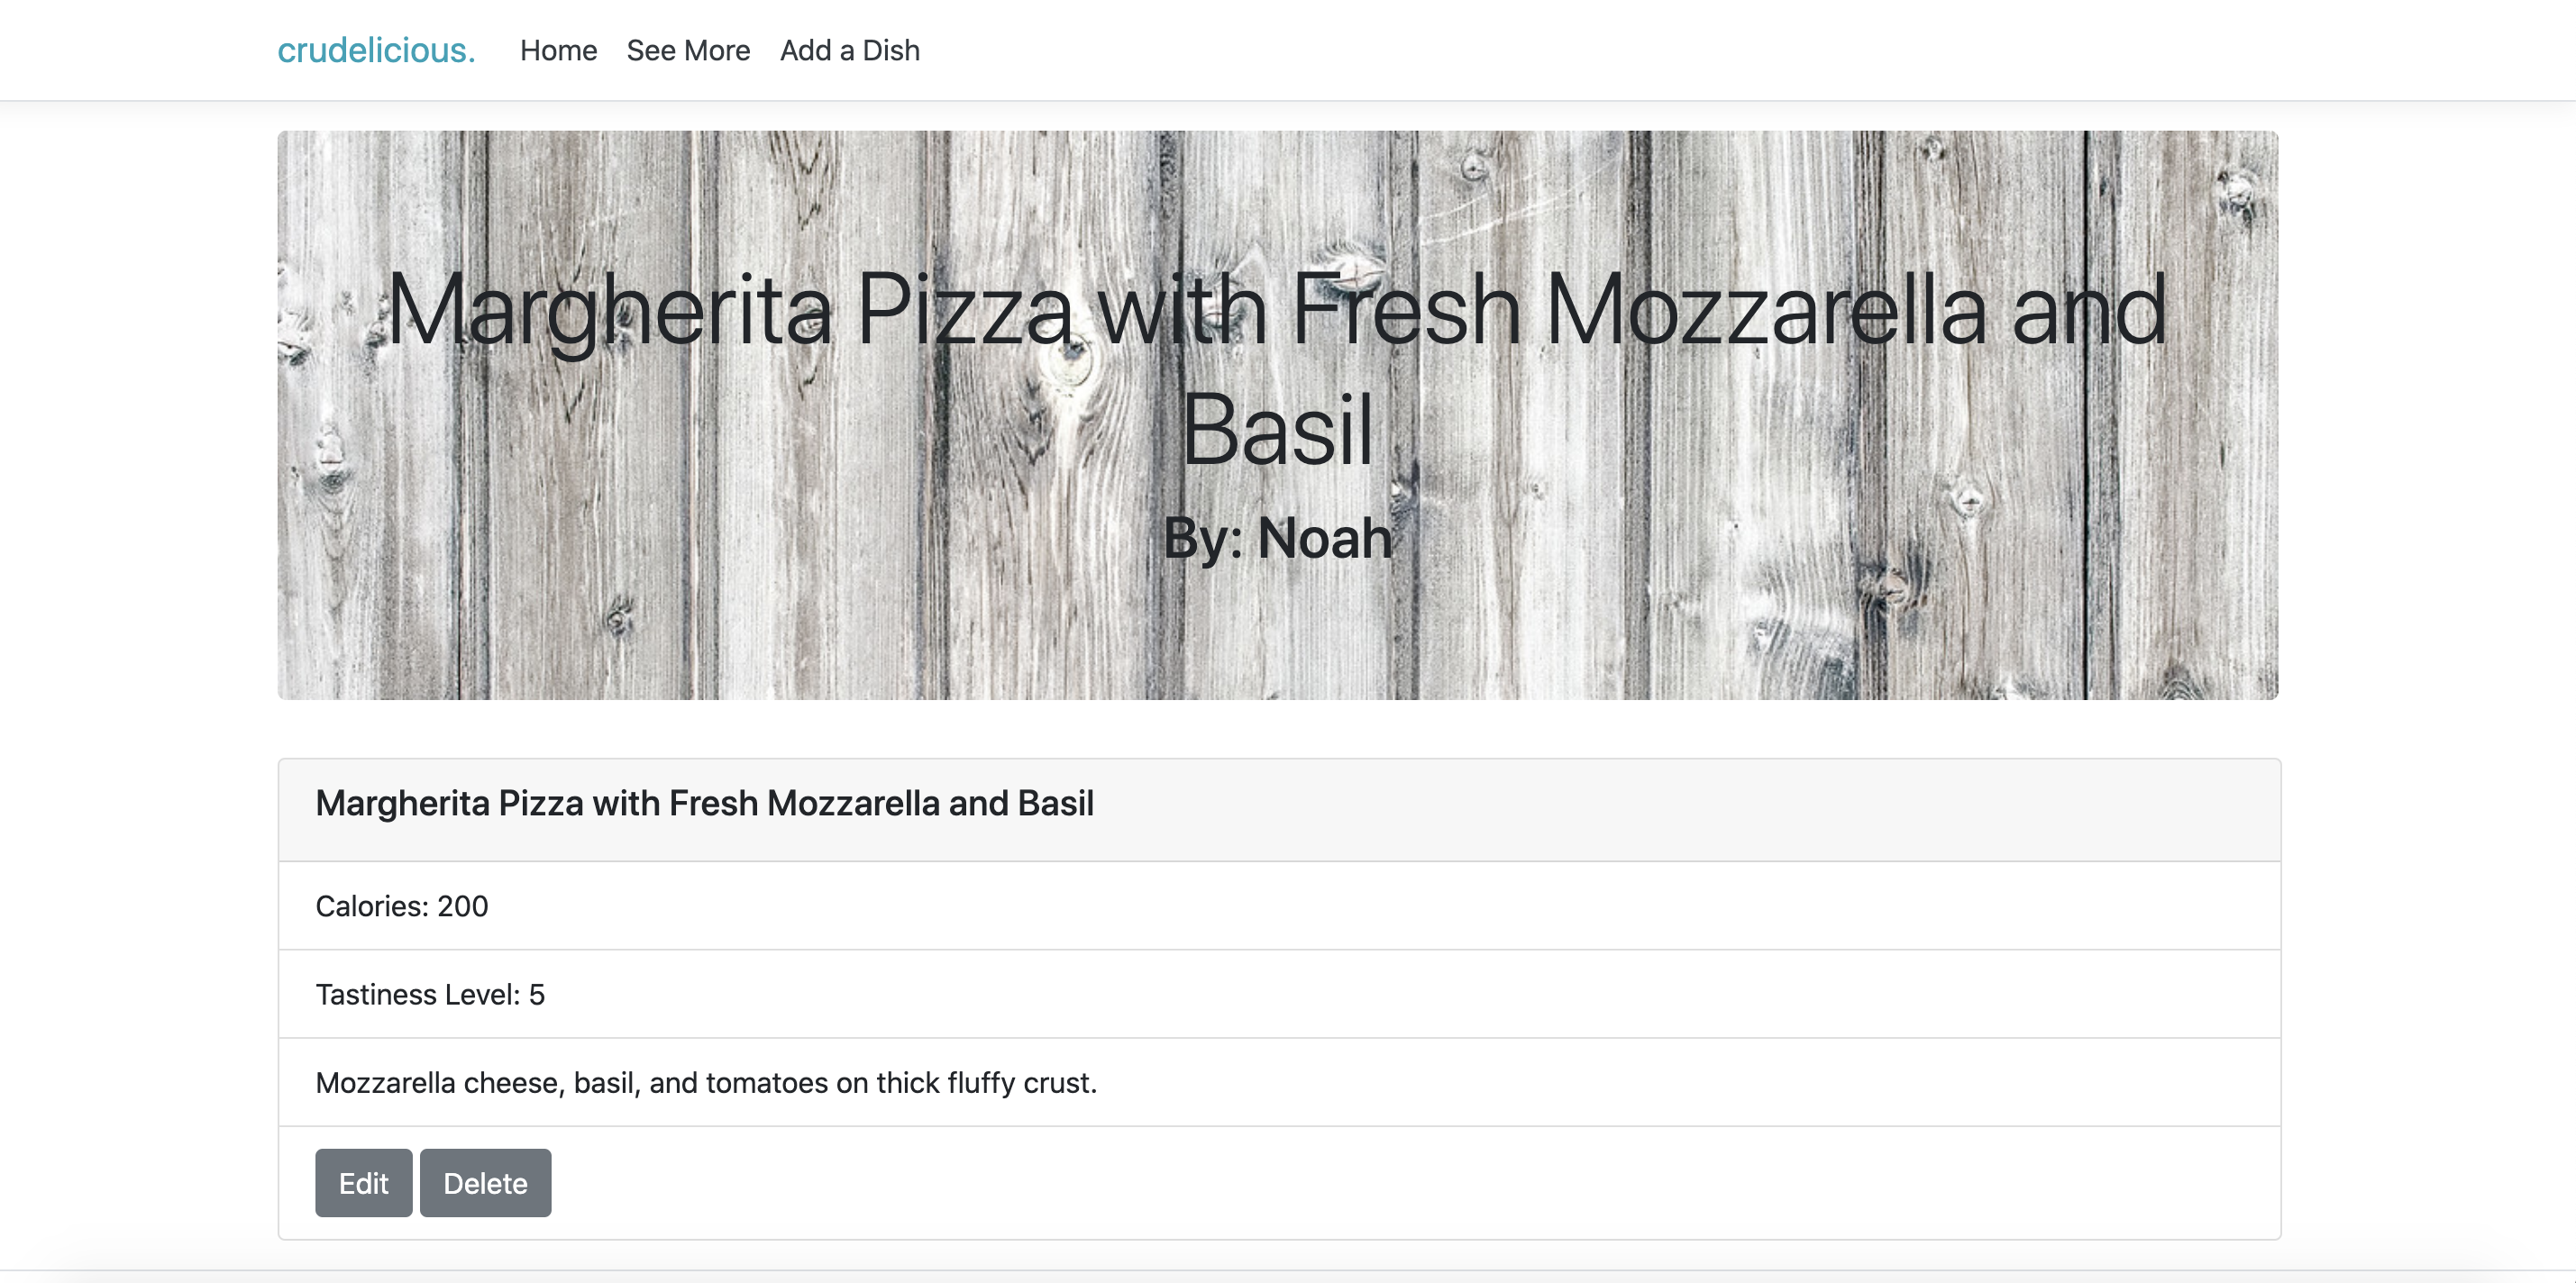 crudelicious. Home See More Add a Dish
Margherita Pizza with Fresh Mozzarella and
Basil
By: Noah
Margherita Pizza with Fresh Mozzarella and Basil
Calories: 200
Tastiness Level: 5
Mozzarella cheese, basil, and tomatoes on thick fluffy crust.
Edit Delete